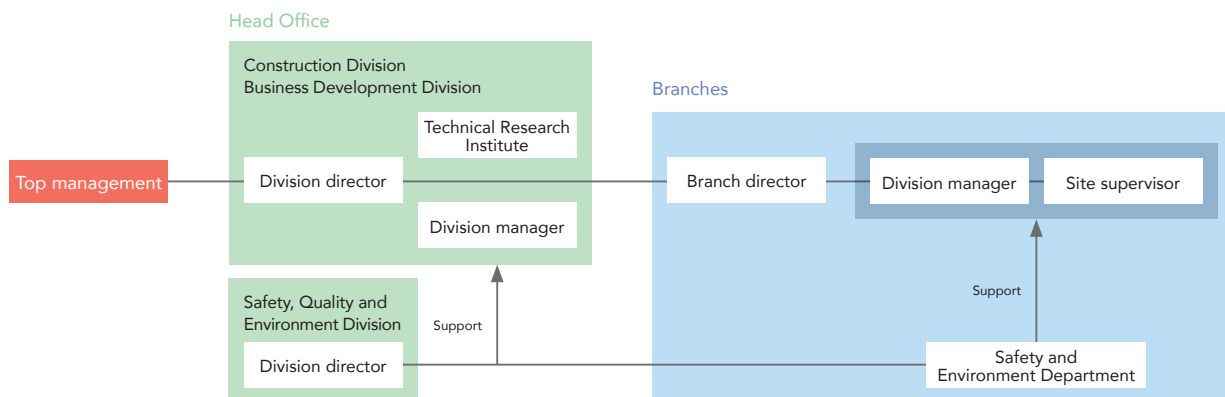 Head Office
Construction Division
Business Development Division
Branches
Technical Research
Institute
Top management
Division director
Branch director
Division manager
Site supervisor
Division manager
Safety, Quality and
Environment Division
Support
Support
Division director
Safety and
Environment Department